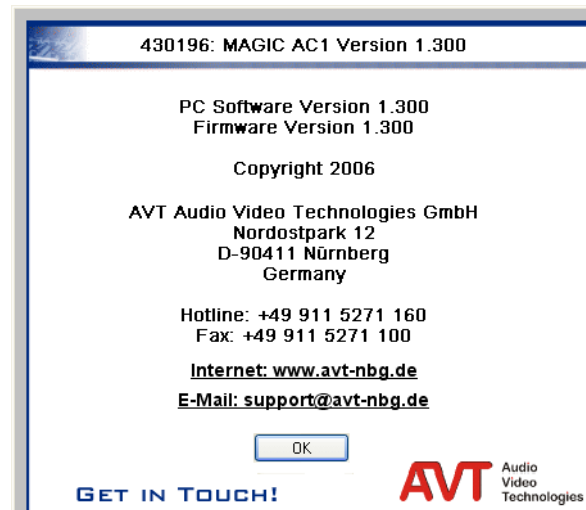 430196: MAGIC AC1 Version 1.300
PC Software Version 1.300
Firmware Version 1.300
Copyright 2006
AVT Audio Video Technologies GmbH
Nordostpark 12
D-90411 Nürnberg
Germany
Hotline: +49 911 5271 160
Fax: +49 911 5271 100
Internet: www.avt-nbg.de
E-Mail: support@avt-nbg.de
OK
GET IN TOUCH!
AVT
Audio
Video
Technologies